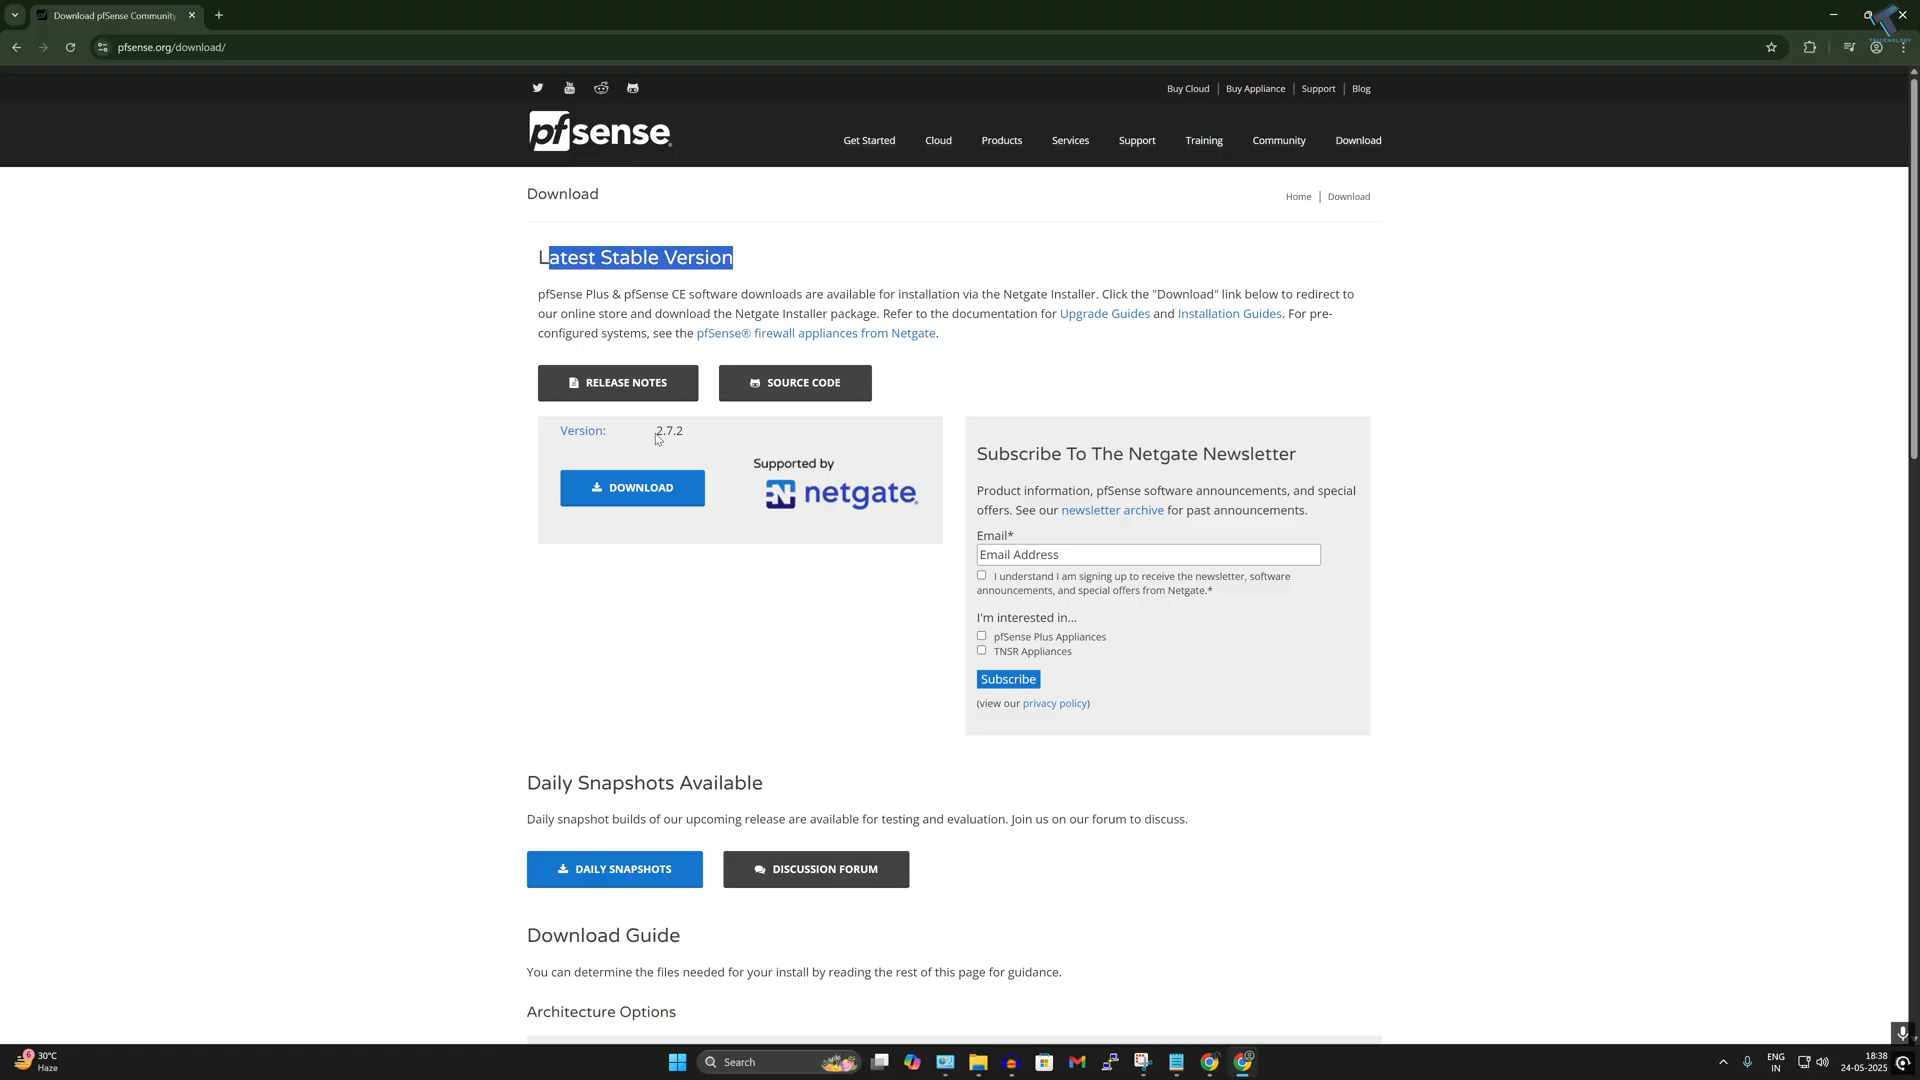 Download pfSense Community
pfsense.org/download/
TRICKNOLOGY
Buy Cloud | Buy Appliance | Support | Blog
pfsense
Get Started Cloud Products Services Support Training Community Download
Download
Home | Download
Latest Stable Version
pfSense Plus & pfSense CE software downloads are available for installation via the Netgate Installer. Click the "Download" link below to redirect to
our online store and download the Netgate Installer package. Refer to the documentation for Upgrade Guides and Installation Guides. For pre-
configured systems, see the pfSense® firewall appliances from Netgate.
RELEASE NOTES SOURCE CODE
Version: 2.7.2
Supported by
DOWNLOAD
netgate
Subscribe To The Netgate Newsletter
Product information, pfSense software announcements, and special
offers. See our newsletter archive for past announcements.
Email*
Email Address
I understand I am signing up to receive the newsletter, software
announcements, and special offers from Netgate.*
I'm interested in...
pfSense Plus Appliances
TNSR Appliances
Subscribe
(view our privacy policy)
Daily Snapshots Available
Daily snapshot builds of our upcoming release are available for testing and evaluation. Join us on our forum to discuss.
DAILY SNAPSHOTS DISCUSSION FORUM
Download Guide
You can determine the files needed for your install by reading the rest of this page for guidance.
Architecture Options
6
30°C
Haze
Search
ENG
IN
18:38
24-05-2025